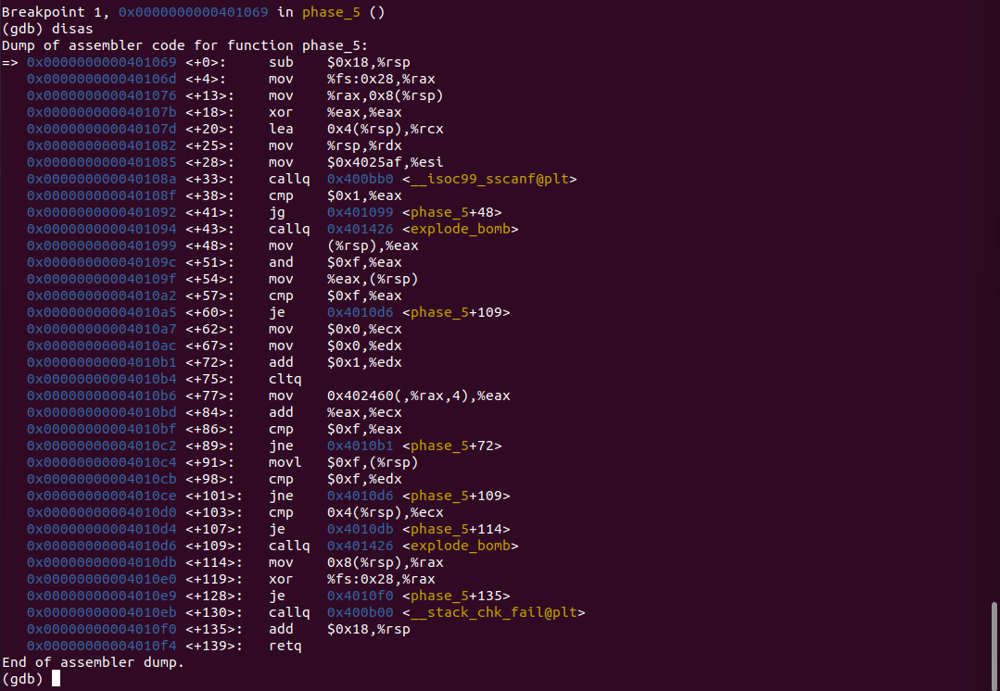 Breakpoint 1, 0x0000000000401069 in phase_5 ()
(gdb) disas
Dump of assembler code for function phase_5:
=> 0x0000000000401069 <+0>:     sub    $0x18,%rsp
   0x000000000040106d <+4>:     mov    %fs:0x28,%rax
   0x0000000000401076 <+13>:    mov    %rax,0x8(%rsp)
   0x000000000040107b <+18>:    xor    %eax,%eax
   0x000000000040107d <+20>:    lea    0x4(%rsp),%rcx
   0x0000000000401082 <+25>:    mov    %rsp,%rdx
   0x0000000000401085 <+28>:    mov    $0x4025af,%esi
   0x000000000040108a <+33>:    callq  0x400bb0 <__isoc99_sscanf@plt>
   0x000000000040108f <+38>:    cmp    $0x1,%eax
   0x0000000000401092 <+41>:    jg     0x401099 <phase_5+48>
   0x0000000000401094 <+43>:    callq  0x401426 <explode_bomb>
   0x0000000000401099 <+48>:    mov    (%rsp),%eax
   0x000000000040109c <+51>:    and    $0xf,%eax
   0x000000000040109f <+54>:    mov    %eax,(%rsp)
   0x00000000004010a2 <+57>:    cmp    $0xf,%eax
   0x00000000004010a5 <+60>:    je     0x4010d6 <phase_5+109>
   0x00000000004010a7 <+62>:    mov    $0x0,%ecx
   0x00000000004010ac <+67>:    mov    $0x0,%edx
   0x00000000004010b1 <+72>:    add    $0x1,%edx
   0x00000000004010b4 <+75>:    cltq
   0x00000000004010b6 <+77>:    mov    0x402460(,%rax,4),%eax
   0x00000000004010bd <+84>:    add    %eax,%ecx
   0x00000000004010bf <+86>:    cmp    $0xf,%eax
   0x00000000004010c2 <+89>:    jne    0x4010b1 <phase_5+72>
   0x00000000004010c4 <+91>:    movl   $0xf,(%rsp)
   0x00000000004010cb <+98>:    cmp    $0xf,%edx
   0x00000000004010ce <+101>:   jne    0x4010d6 <phase_5+109>
   0x00000000004010d0 <+103>:   cmp    0x4(%rsp),%ecx
   0x00000000004010d4 <+107>:   je     0x4010db <phase_5+114>
   0x00000000004010d6 <+109>:   callq  0x401426 <explode_bomb>
   0x00000000004010db <+114>:   mov    0x8(%rsp),%rax
   0x00000000004010e0 <+119>:   xor    %fs:0x28,%rax
   0x00000000004010e9 <+128>:   je     0x4010f0 <phase_5+135>
   0x00000000004010eb <+130>:   callq  0x400b00 <__stack_chk_fail@plt>
   0x00000000004010f0 <+135>:   add    $0x18,%rsp
   0x00000000004010f4 <+139>:   retq
End of assembler dump.
(gdb)